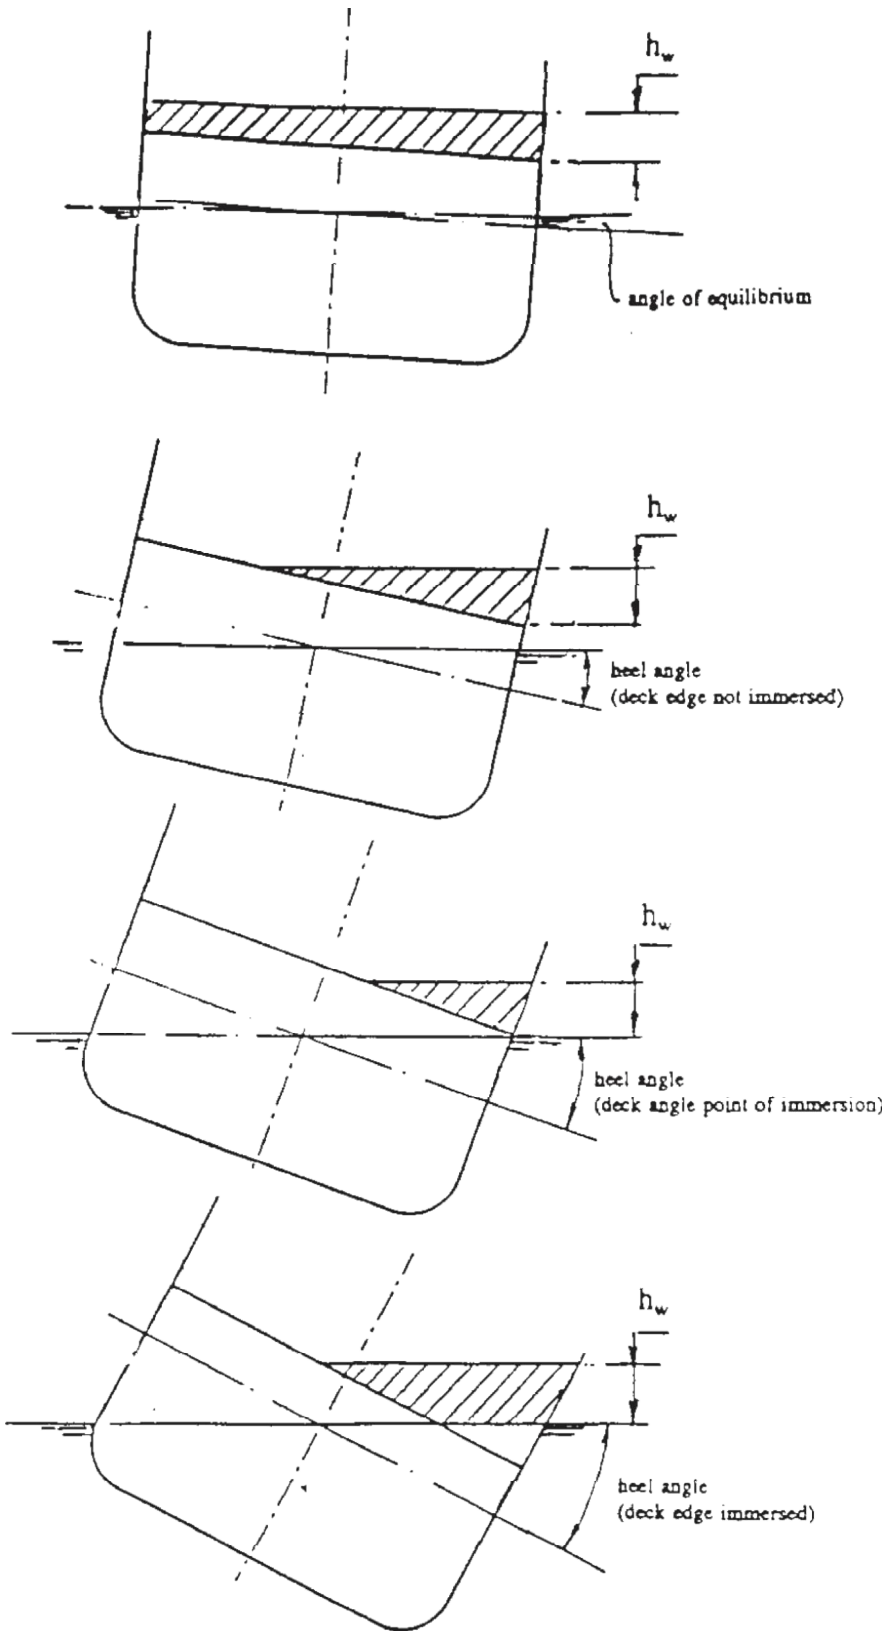 h_w
angle of equilibrium
h_w
heel angle
(deck edge not immersed)
h_w
heel angle
(deck angle point of immersion)
h_w
heel angle
(deck edge immersed)